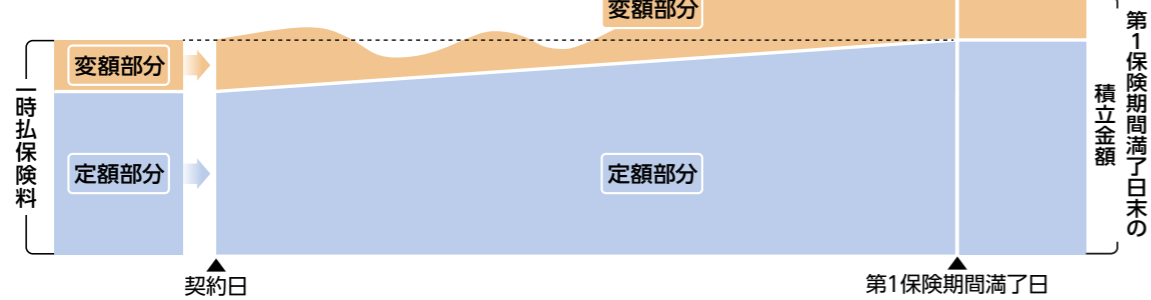 変額部分
変額部分
定額部分
定額部分
一時払保険料
第1保険期間満了日末の
積立金額
契約日
第1保険期間満了日